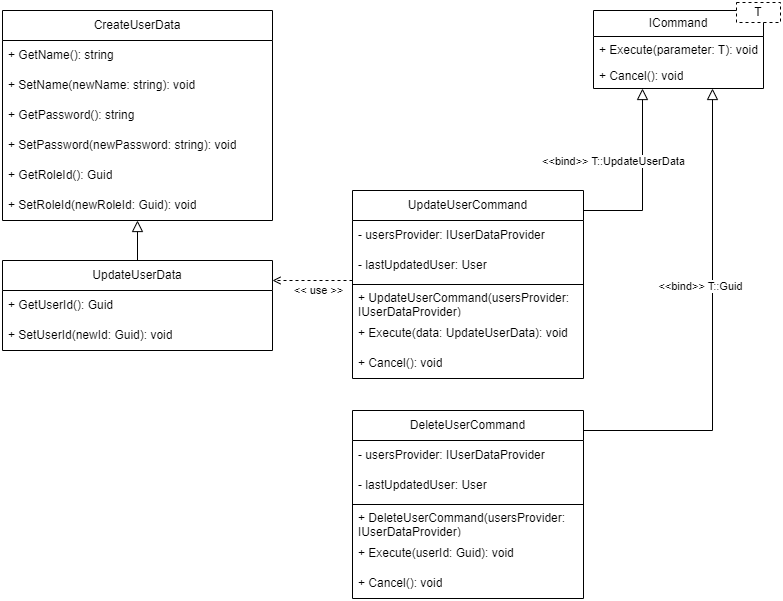 CreateUserData
+ GetName(): string
+ SetName(newName: string): void
+ GetPassword(): string
+ SetPassword(newPassword: string): void
+ GetRoleId(): Guid
+ SetRoleId(newRoleId: Guid): void
UpdateUserData
+ GetUserId(): Guid
+ SetUserId(newId: Guid): void
<< use >>
T
ICommand
+ Execute(parameter: T): void
+ Cancel(): void
<<bind>> T::UpdateUserData
UpdateUserCommand
- usersProvider: IUserDataProvider
- lastUpdatedUser: User
+ UpdateUserCommand(usersProvider:
IUserDataProvider)
+ Execute(data: UpdateUserData): void
+ Cancel(): void
<<bind>> T::Guid
DeleteUserCommand
- usersProvider: IUserDataProvider
- lastUpdatedUser: User
+ DeleteUserCommand(usersProvider:
IUserDataProvider)
+ Execute(userId: Guid): void
+ Cancel(): void